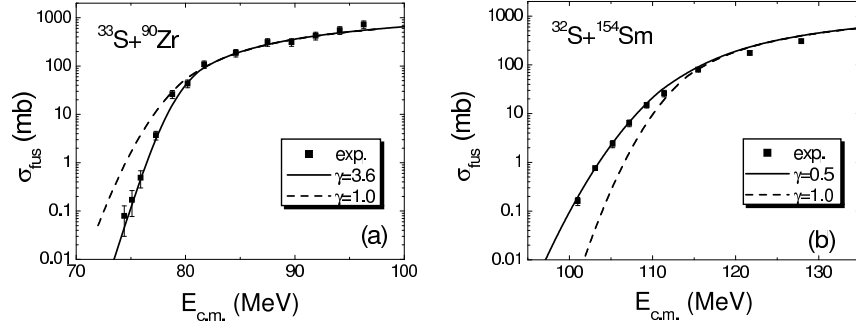 ³³S+⁹⁰Zr
1000
100
10
1
0.1
0.01
σfus (mb)
exp.
γ=3.6
γ=1.0
(a)
70 80 90 100
Ec.m. (MeV)
³²S+¹⁵⁴Sm
1000
100
10
1
0.1
0.01
σfus (mb)
exp.
γ=0.5
γ=1.0
(b)
100 110 120 130
Ec.m. (MeV)